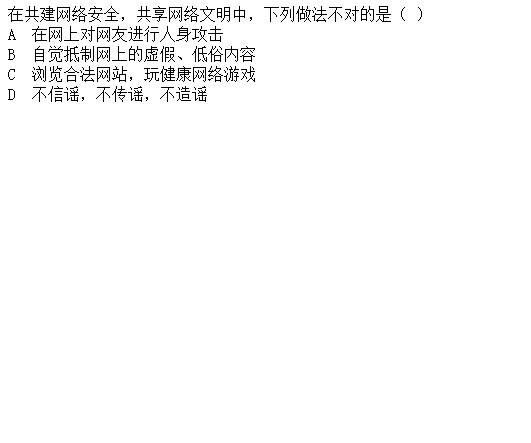 在共建网络安全，共享网络文明中，下列做法不对的是（ ）
A  在网上对网友进行人身攻击
B  自觉抵制网上的虚假、低俗内容
C  浏览合法网站，玩健康网络游戏
D  不信谣，不传谣，不造谣